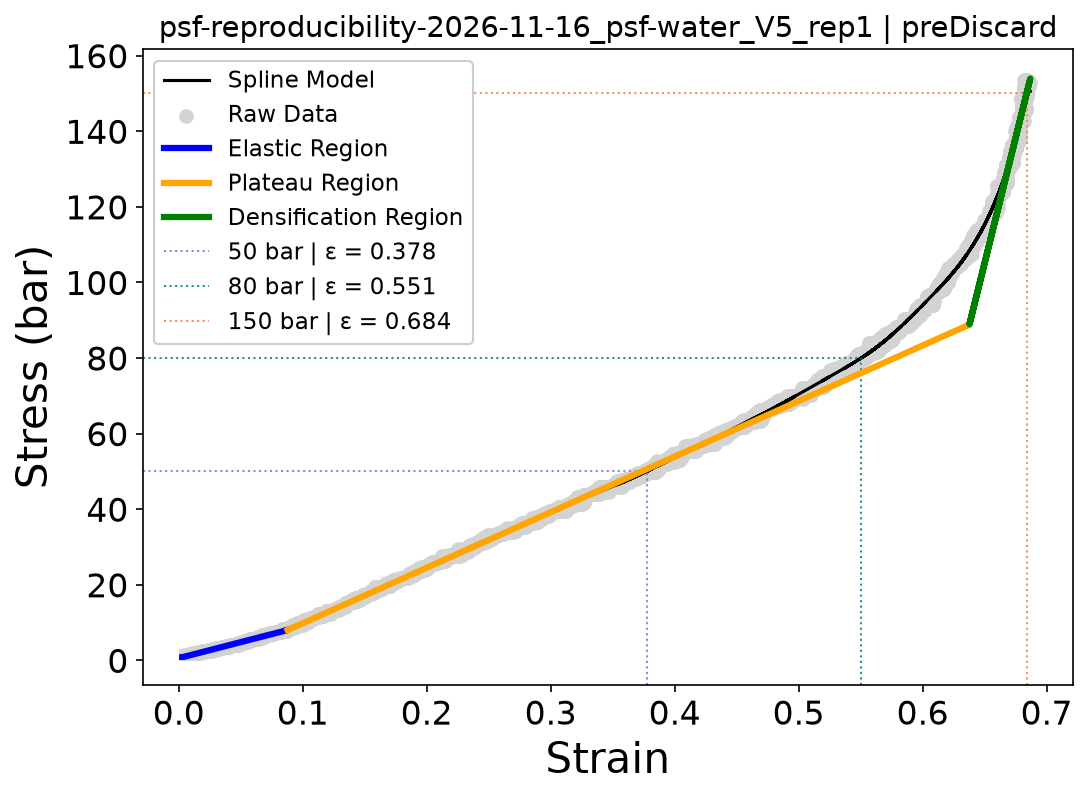 psf-reproducibility-2026-11-16_psf-water_V5_rep1 | preDiscard
160
140
120
100
80
60
40
20
0
Stress (bar)
Spline Model
Raw Data
Elastic Region
Plateau Region
Densification Region
50 bar | ε = 0.378
80 bar | ε = 0.551
150 bar | ε = 0.684
0.0 0.1 0.2 0.3 0.4 0.5 0.6 0.7
Strain